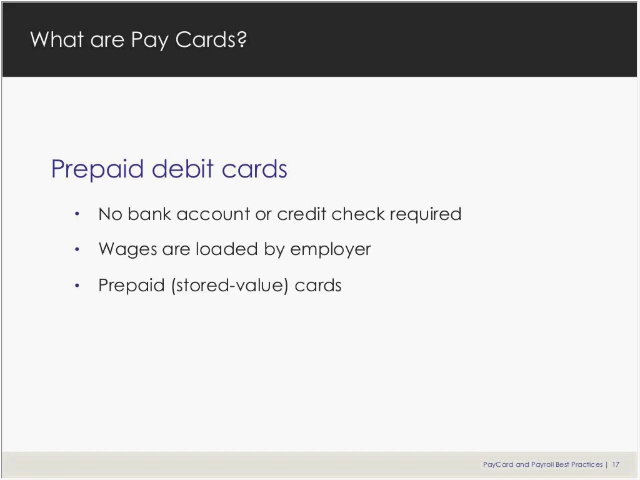 What are Pay Cards?
Prepaid debit cards
• No bank account or credit check required
• Wages are loaded by employer
• Prepaid (stored-value) cards
PayCard and Payroll Best Practices | 17